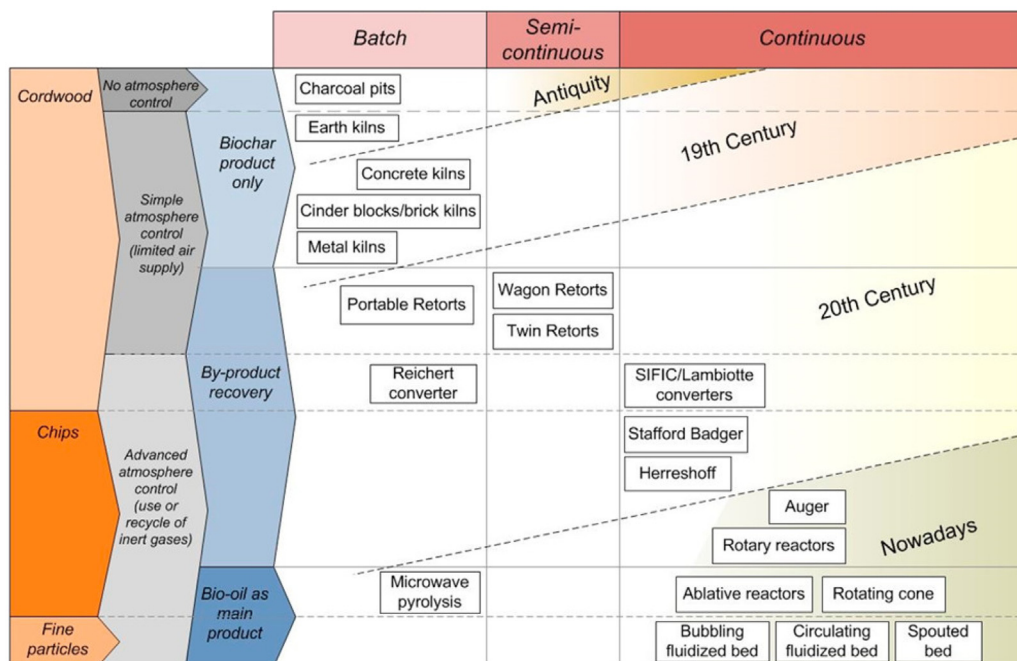 Batch
Semi-
continuous
Continuous
Cordwood
No atmosphere
control
Charcoal pits
Antiquity
Earth kilns
Biochar
product
only
19th Century
Concrete kilns
Simple
atmosphere
control
(limited air
supply)
Cinder blocks/brick kilns
Metal kilns
Portable Retorts
Wagon Retorts
Twin Retorts
20th Century
By-product
recovery
Reichert
converter
SIFIC/Lambiotte
converters
Chips
Stafford Badger
Advanced
atmosphere
control
(use or
recycle of
inert gases)
Herreshoff
Auger
Rotary reactors
Nowadays
Bio-oil as
main
product
Microwave
pyrolysis
Ablative reactors
Rotating cone
Fine
particles
Bubbling
fluidized bed
Circulating
fluidized bed
Spouted
bed